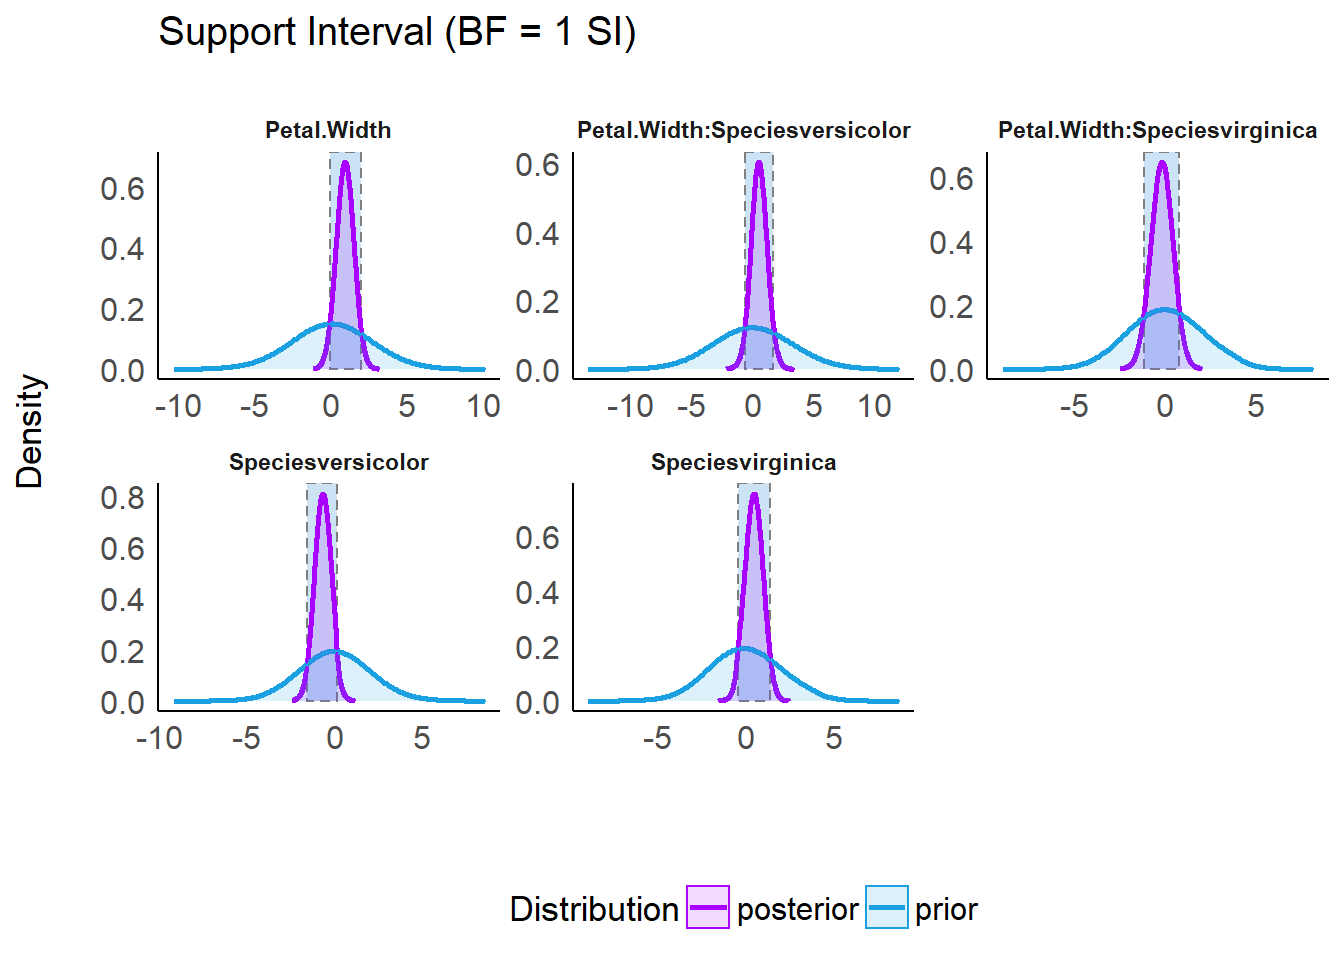 Support Interval (BF = 1 SI)
Petal.Width
Petal.Width:Speciesversicolor
Petal.Width:Speciesvirginica
0.6
0.4
0.2
0.0
-10 -5 0 5 10
0.6
0.4
0.2
0.0
-10 -5 0 5 10
0.6
0.4
0.2
0.0
-5 0 5
Density
Speciesversicolor
Speciesvirginica
0.8
0.6
0.4
0.2
0.0
-10 -5 0 5
0.6
0.4
0.2
0.0
-5 0 5
Distribution posterior prior